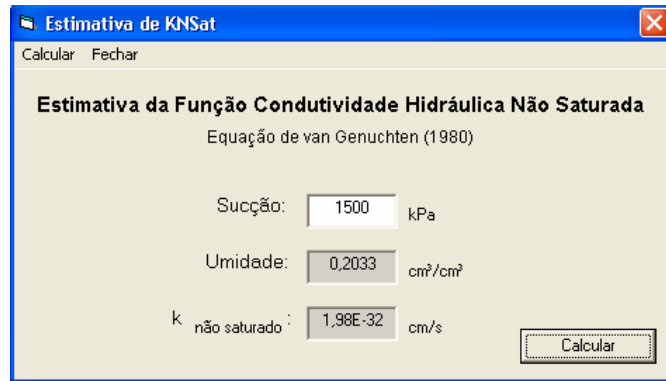 Estimativa de KNSat
Calcular Fechar
Estimativa da Função Condutividade Hidráulica Não Saturada
Equação de van Genuchten (1980)
Sucção: 1500 kPa
Umidade: 0,2033 cm³/cm³
k não saturado : 1,98E-32 cm/s
Calcular